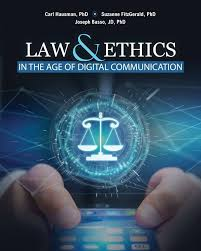 Carl Hausman, PhD • Suzanne FitzGerald, PhD
Joseph Basso, JD, PhD
LAW & ETHICS
IN THE AGE OF DIGITAL COMMUNICATION